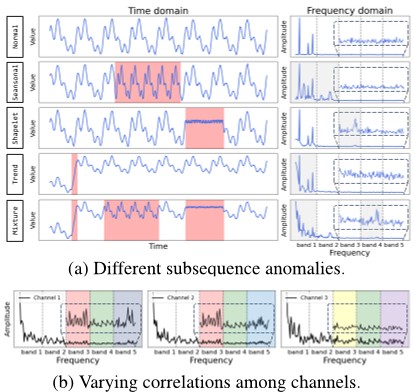 Time domain
Frequency domain
Normal
Value
Amplitude
Seansonal
Value
Amplitude
Shapelet
Value
Amplitude
Trend
Value
Amplitude
Mixture
Value
Amplitude
Time
band 1 band 2 band 3 band 4 band 5
Frequency
(a) Different subsequence anomalies.
Amplitude
Channel 1
Channel 2
Channel 3
band 1 band 2 band 3 band 4 band 5
Frequency
band 1 band 2 band 3 band 4 band 5
Frequency
band 1 band 2 band 3 band 4 band 5
Frequency
(b) Varying correlations among channels.